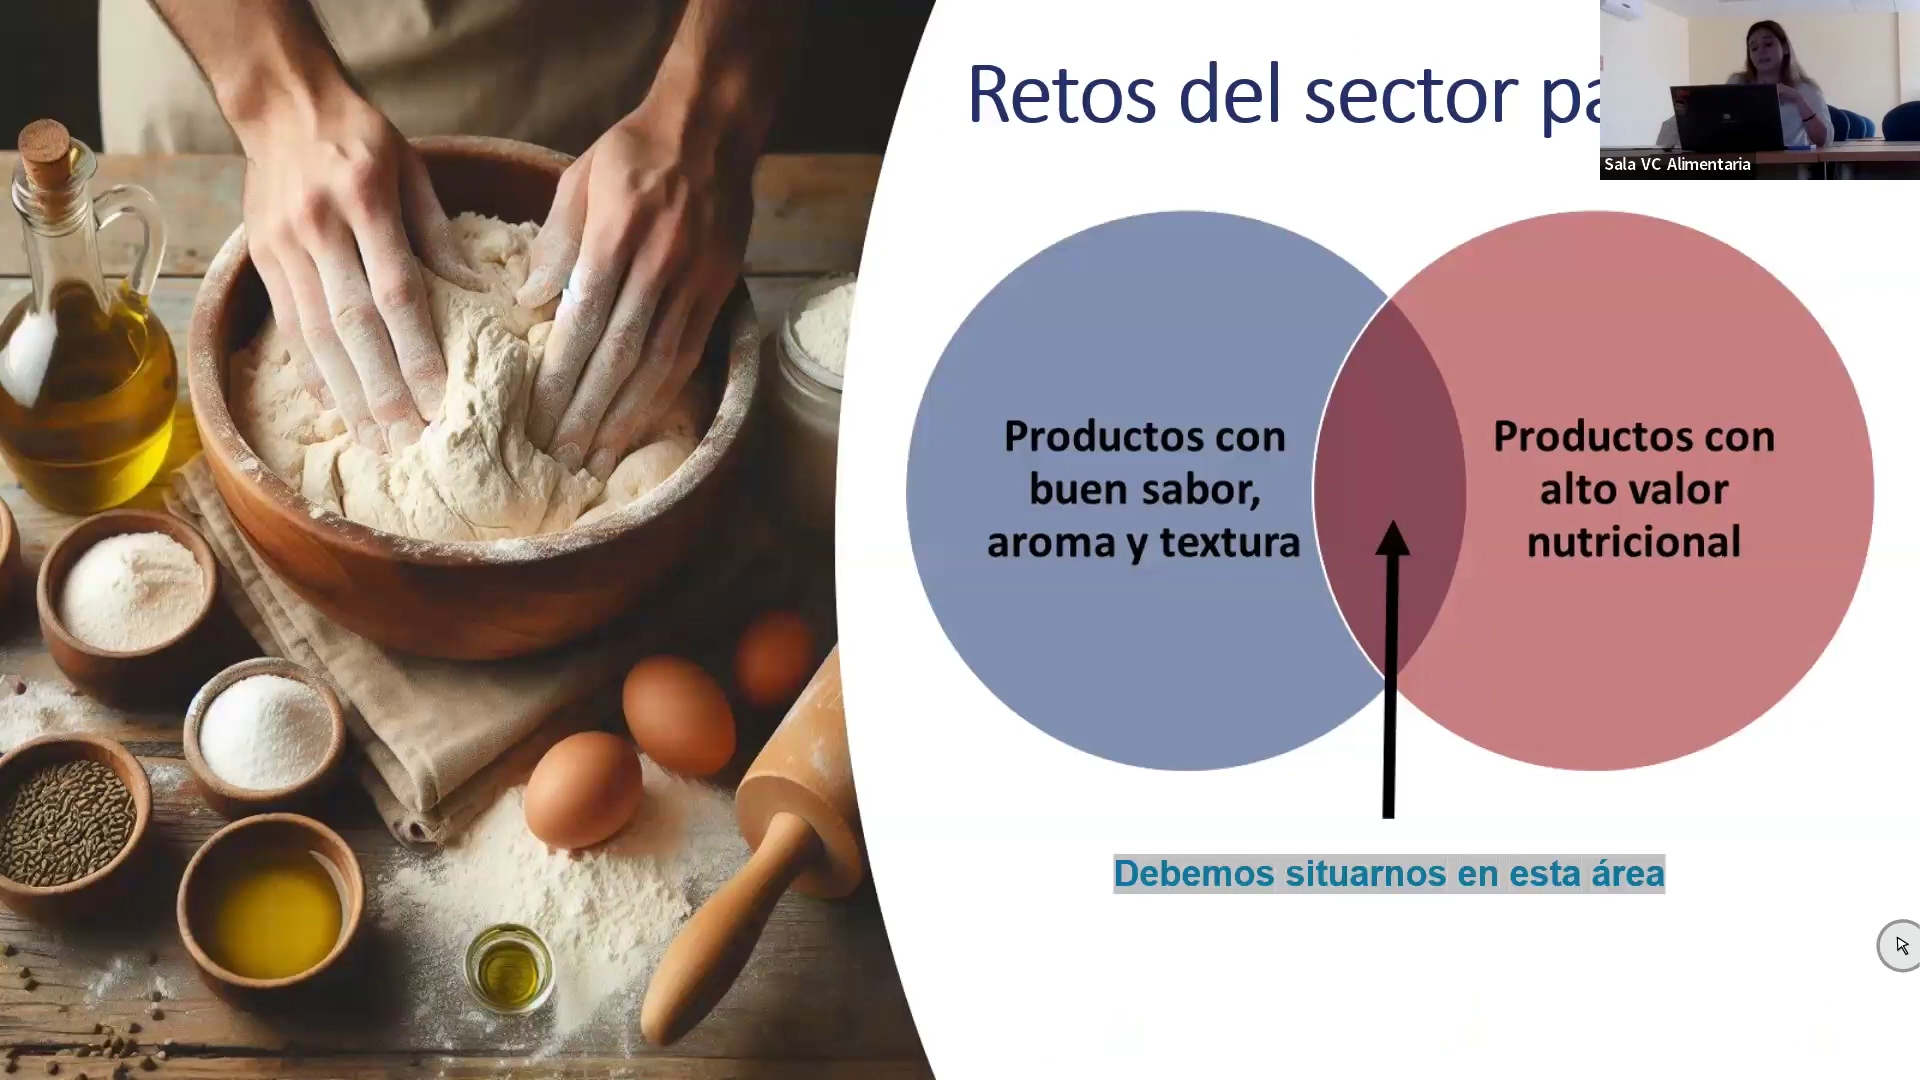 Retos del sector
Sala VC Alimentaria
Productos con
buen sabor,
aroma y textura
Productos con
alto valor
nutricional
Debemos situarnos en esta área